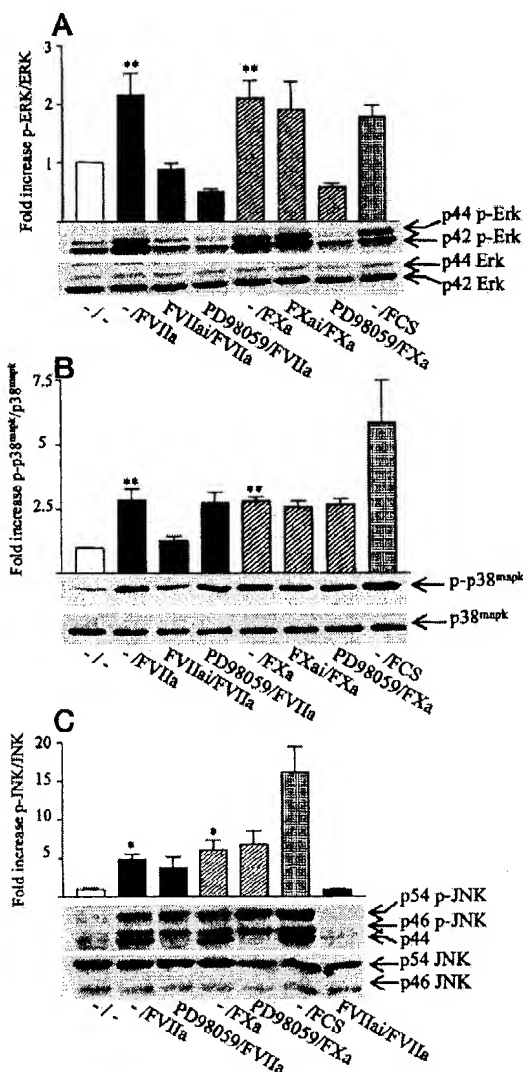 A
Fold increase p-ERK/ERK
3
2
1
p44 p-Erk
p42 p-Erk
p44 Erk
p42 Erk
-/-
-/FVIIa
FVIIai/FVIIa
PD98059/FVIIa
-/FXa
FXai/FXa
PD98059/FXa
-/FCS
B
Fold increase p-p38mapk/p38mapk
7.5
5
2.5
** **
p-p38mapk
p38mapk
-/-
-/FVIIa
FVIIai/FVIIa
PD98059/FVIIa
-/FXa
FXai/FXa
PD98059/FXa
-/FCS
C
Fold increase p-JNK/JNK
20
15
10
5
* *
p54 p-JNK
p46 p-JNK
p44
p54 JNK
p46 JNK
-/-
-/FVIIa
PD98059/FVIIa
-/FXa
PD98059/FXa
-/FCS
FVIIai/FVIIa